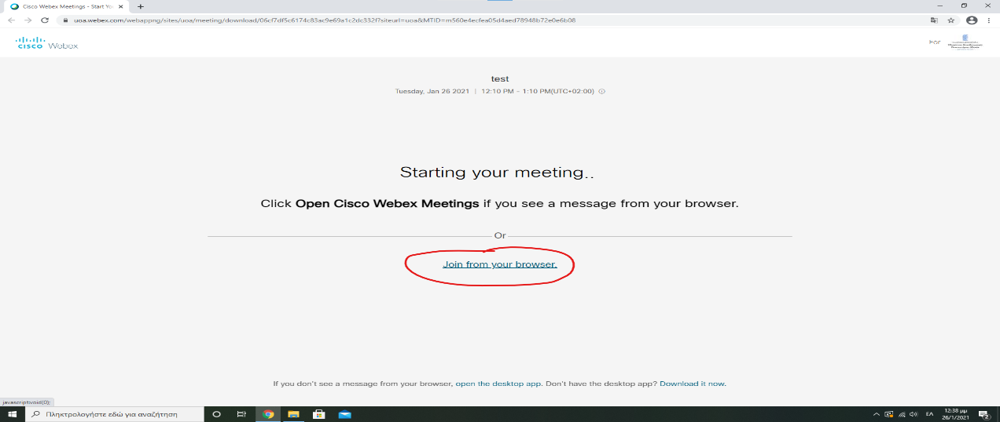 Cisco Webex Meetings - Start Yo
uoa.webex.com/webappng/sites/uoa/meeting/download/06cf7df5c6174c83ac9e69a1c2dc332f?siteurl=uoa&MTID=m560e4ecfea05d4aed78948b72e0e6b08
CISCO Webex
For
test
Tuesday, Jan 26 2021 | 12:10 PM - 1:10 PM(UTC+02:00)
Starting your meeting..
Click Open Cisco Webex Meetings if you see a message from your browser.
Or
Join from your browser.
If you don't see a message from your browser, open the desktop app. Don't have the desktop app? Download it now.
javascript:void(0);
Πληκτρολογήστε εδώ για αναζήτηση
ΕΛ
12:38 μμ
26/1/2021
2